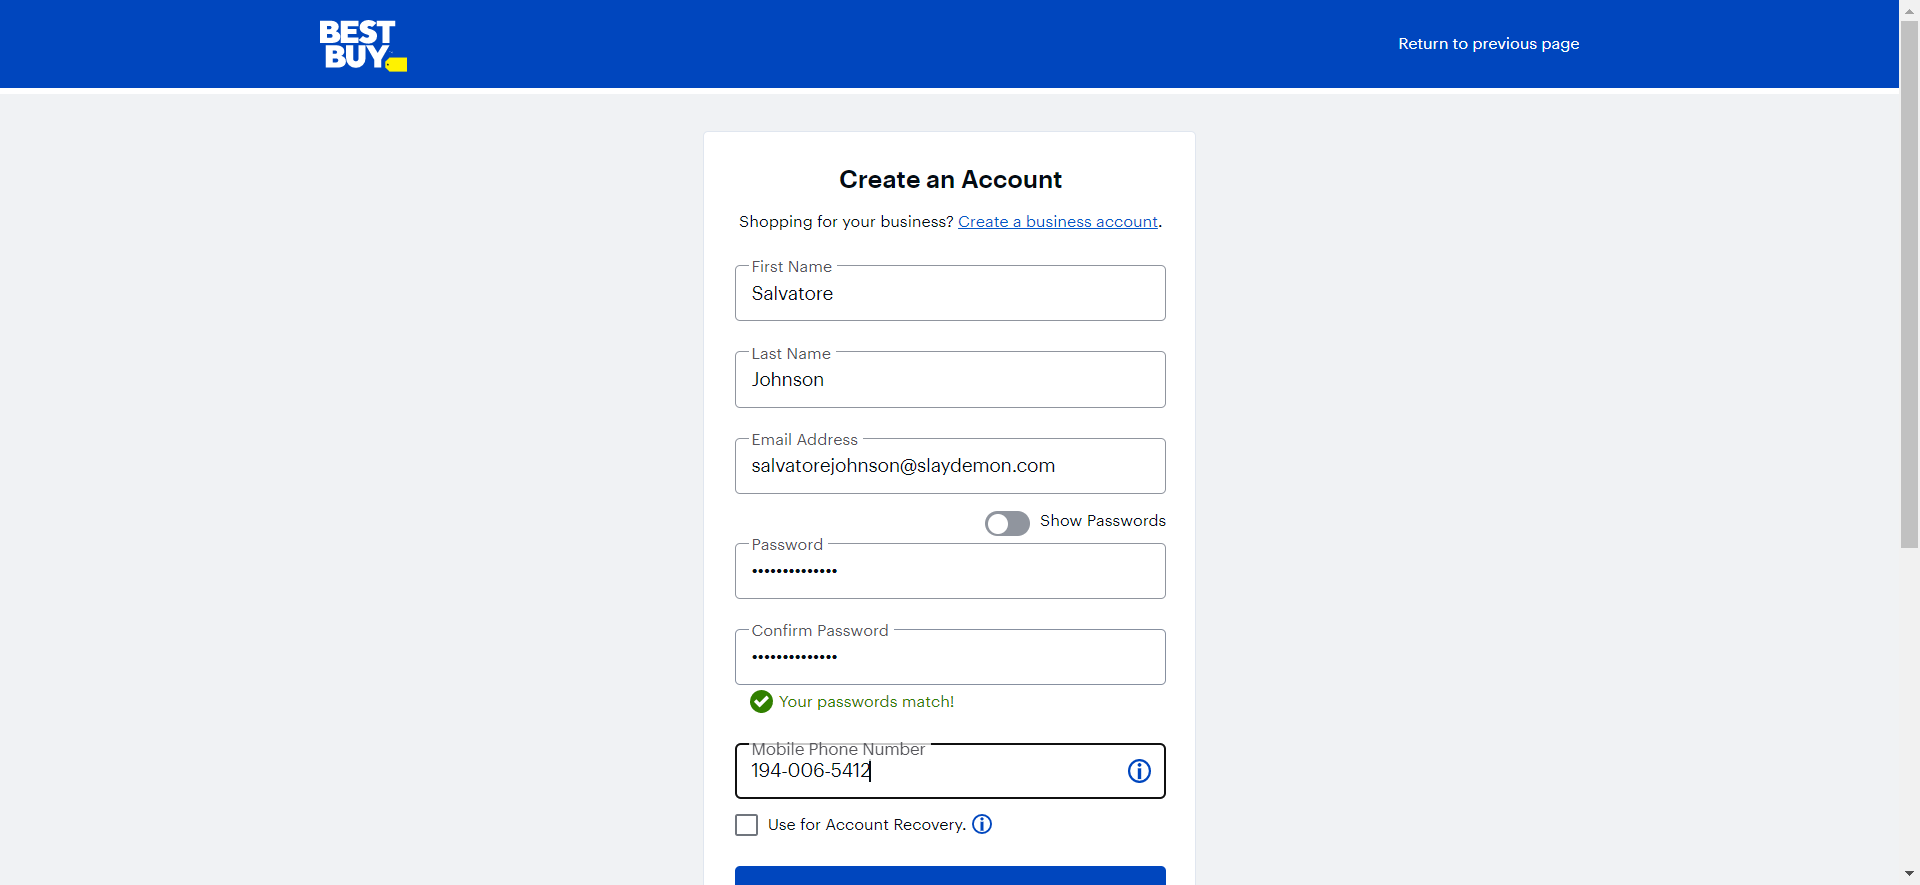 BEST
BUY
Return to previous page
Create an Account
Shopping for your business? Create a business account.
First Name
Salvatore
Last Name
Johnson
Email Address
salvatorejohnson@slaydemon.com
Show Passwords
Password
••••••••••••••
Confirm Password
••••••••••••••
Your passwords match!
Mobile Phone Number
194-006-5412
Use for Account Recovery.